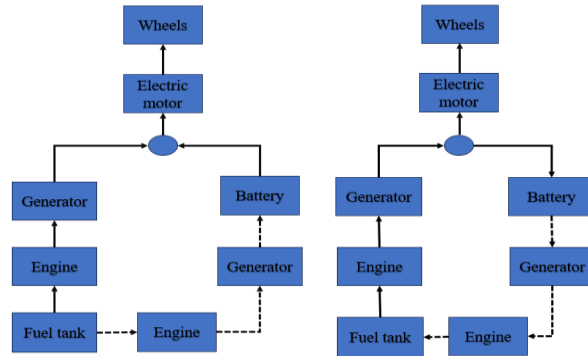 Wheels
Electric
motor
Generator
Battery
Engine
Generator
Fuel tank
Engine
Wheels
Electric
motor
Generator
Battery
Engine
Generator
Fuel tank
Engine